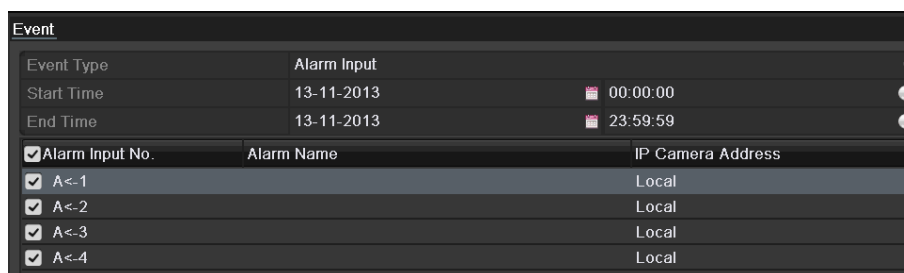 Event
Event Type Alarm Input
Start Time 13-11-2013 00:00:00
End Time 13-11-2013 23:59:59
Alarm Input No. Alarm Name IP Camera Address
A<-1 Local
A<-2 Local
A<-3 Local
A<-4 Local